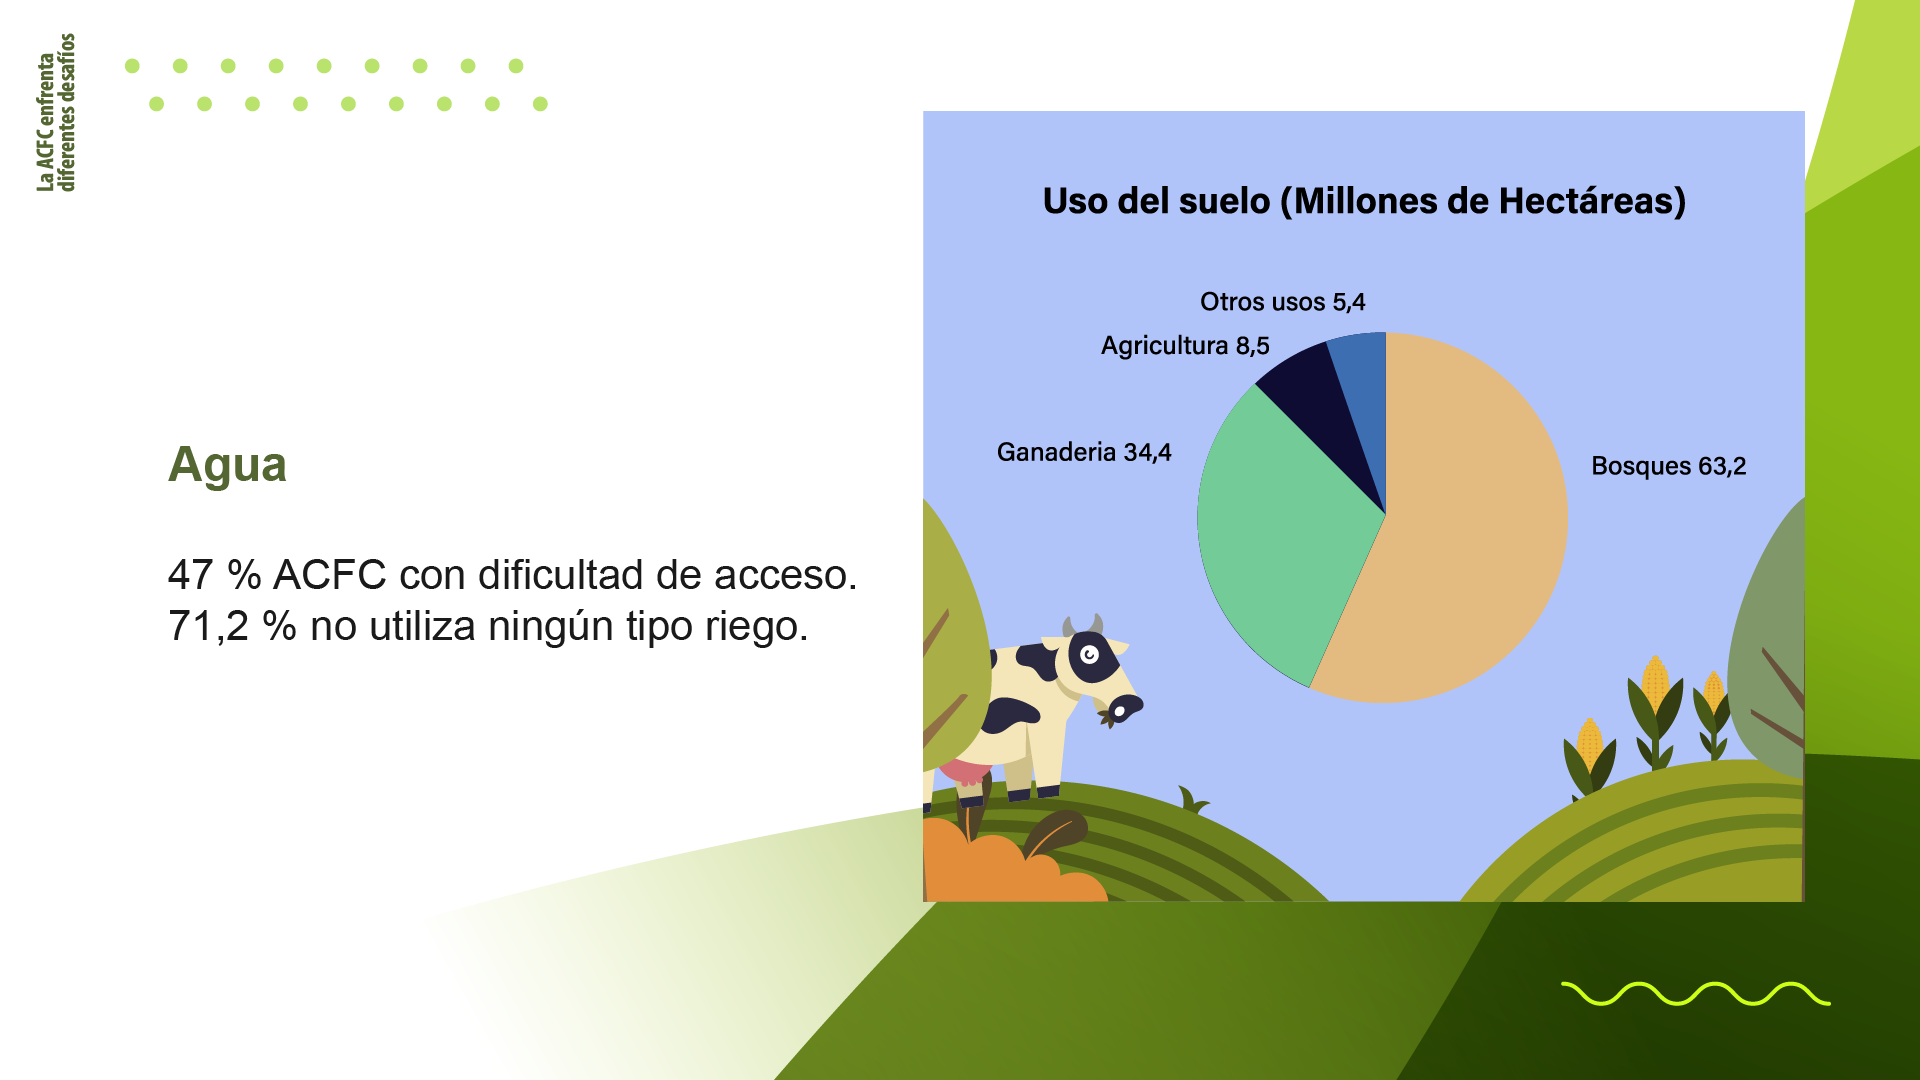 La ACFC enfrenta
diferentes desafíos
Agua
47 % ACFC con dificultad de acceso.
71,2 % no utiliza ningún tipo riego.
Uso del suelo (Millones de Hectáreas)
Otros usos 5,4
Agricultura 8,5
Ganaderia 34,4
Bosques 63,2